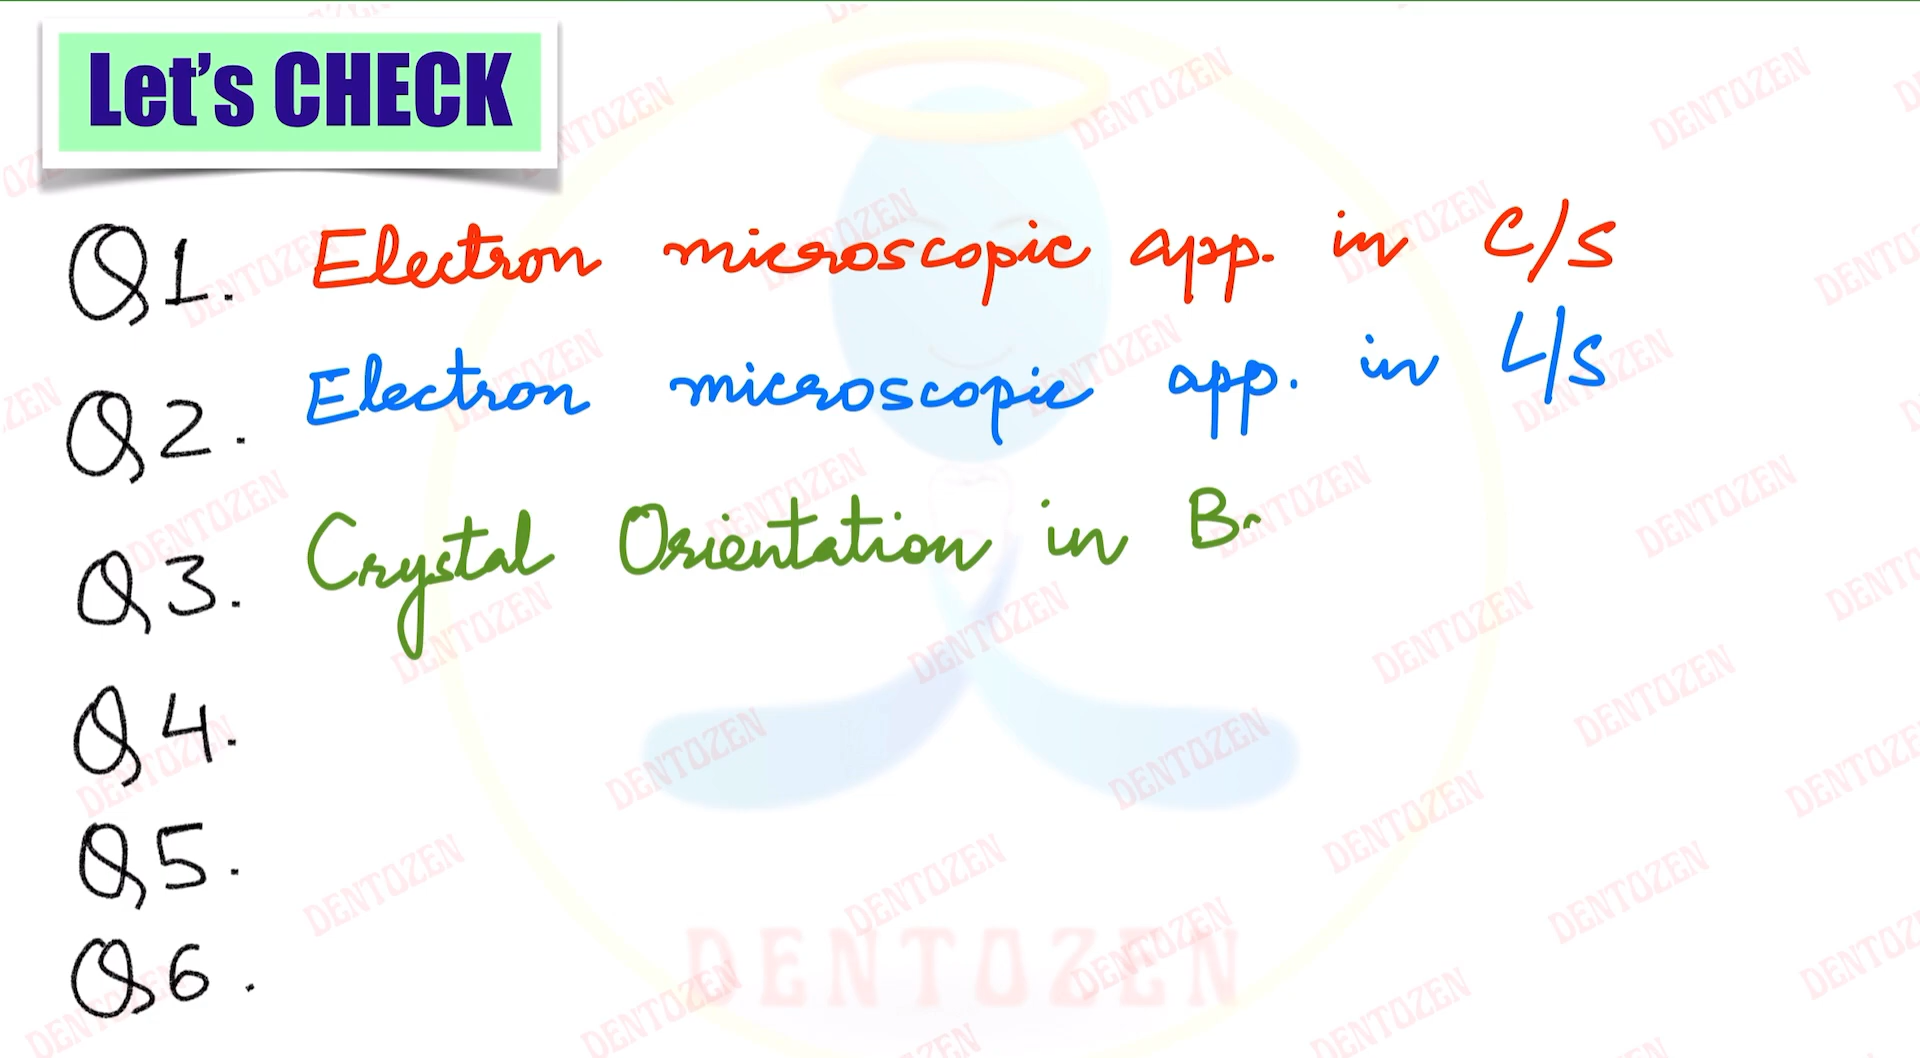 Let's CHECK
Q1. Electron microscopic app. in C/S
Q2. Electron microscopic app. in L/S
Q3. Crystal Orientation in B
Q4.
Q5.
Q6.
DENTOZEN